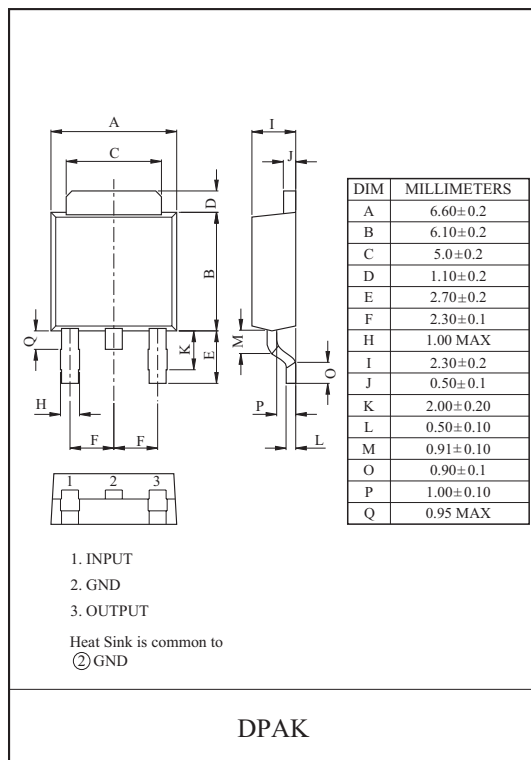 A
C
D
B
Q
K
E
H
F F
I
J
M
O
P
L
DIM MILLIMETERS
A 6.60±0.2
B 6.10±0.2
C 5.0±0.2
D 1.10±0.2
E 2.70±0.2
F 2.30±0.1
H 1.00 MAX
I 2.30±0.2
J 0.50±0.1
K 2.00±0.20
L 0.50±0.10
M 0.91±0.10
O 0.90±0.1
P 1.00±0.10
Q 0.95 MAX
1 2 3
1. INPUT
2. GND
3. OUTPUT
Heat Sink is common to
② GND
DPAK